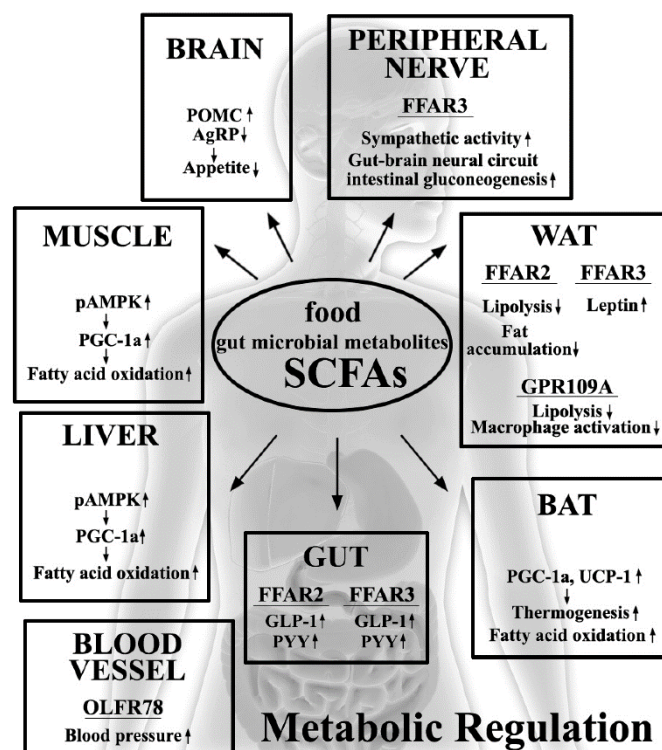 BRAIN
POMC ↑
AgRP ↓
↓
Appetite ↓
PERIPHERAL
NERVE
FFAR3
Sympathetic activity ↑
Gut-brain neural circuit
intestinal gluconeogenesis ↑
MUSCLE
pAMPK ↑
↓
PGC-1a ↑
↓
Fatty acid oxidation ↑
WAT
FFAR2 FFAR3
Lipolysis ↓ Leptin ↑
Fat
accumulation ↓
GPR109A
Lipolysis ↓
Macrophage activation ↓
food
gut microbial metabolites
SCFAs
LIVER
pAMPK ↑
↓
PGC-1a ↑
↓
Fatty acid oxidation ↑
GUT
FFAR2 FFAR3
GLP-1 ↑ GLP-1 ↑
PYY ↑ PYY ↑
BAT
PGC-1a, UCP-1 ↑
↓
Thermogenesis ↑
Fatty acid oxidation ↑
BLOOD
VESSEL
OLFR78
Blood pressure ↑
Metabolic Regulation